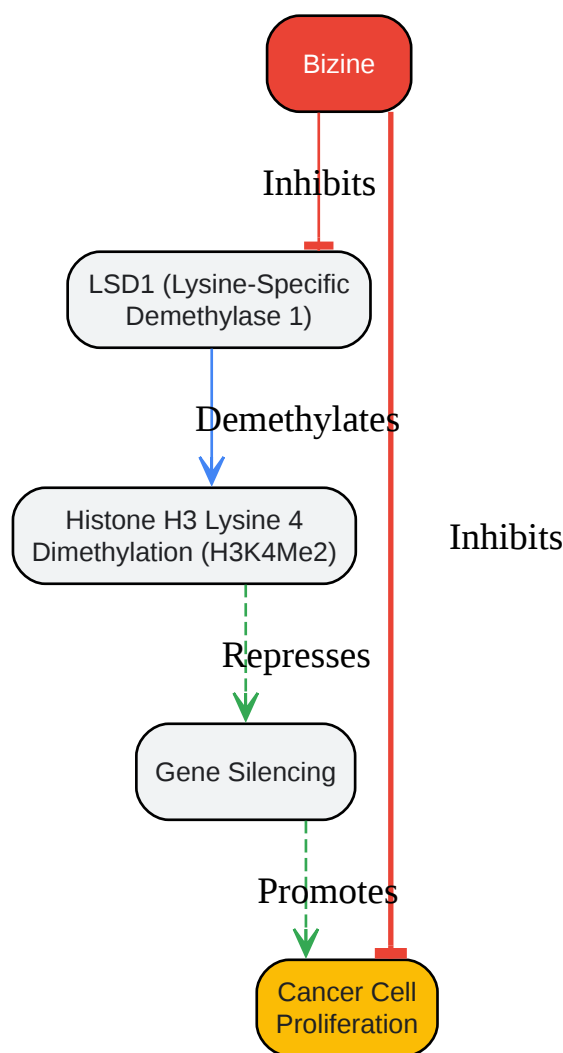 Bizine
Inhibits
LSD1 (Lysine-Specific
Demethylase 1)
Demethylates
Histone H3 Lysine 4
Dimethylation (H3K4Me2)
Inhibits
Represses
Gene Silencing
Promotes
Cancer Cell
Proliferation